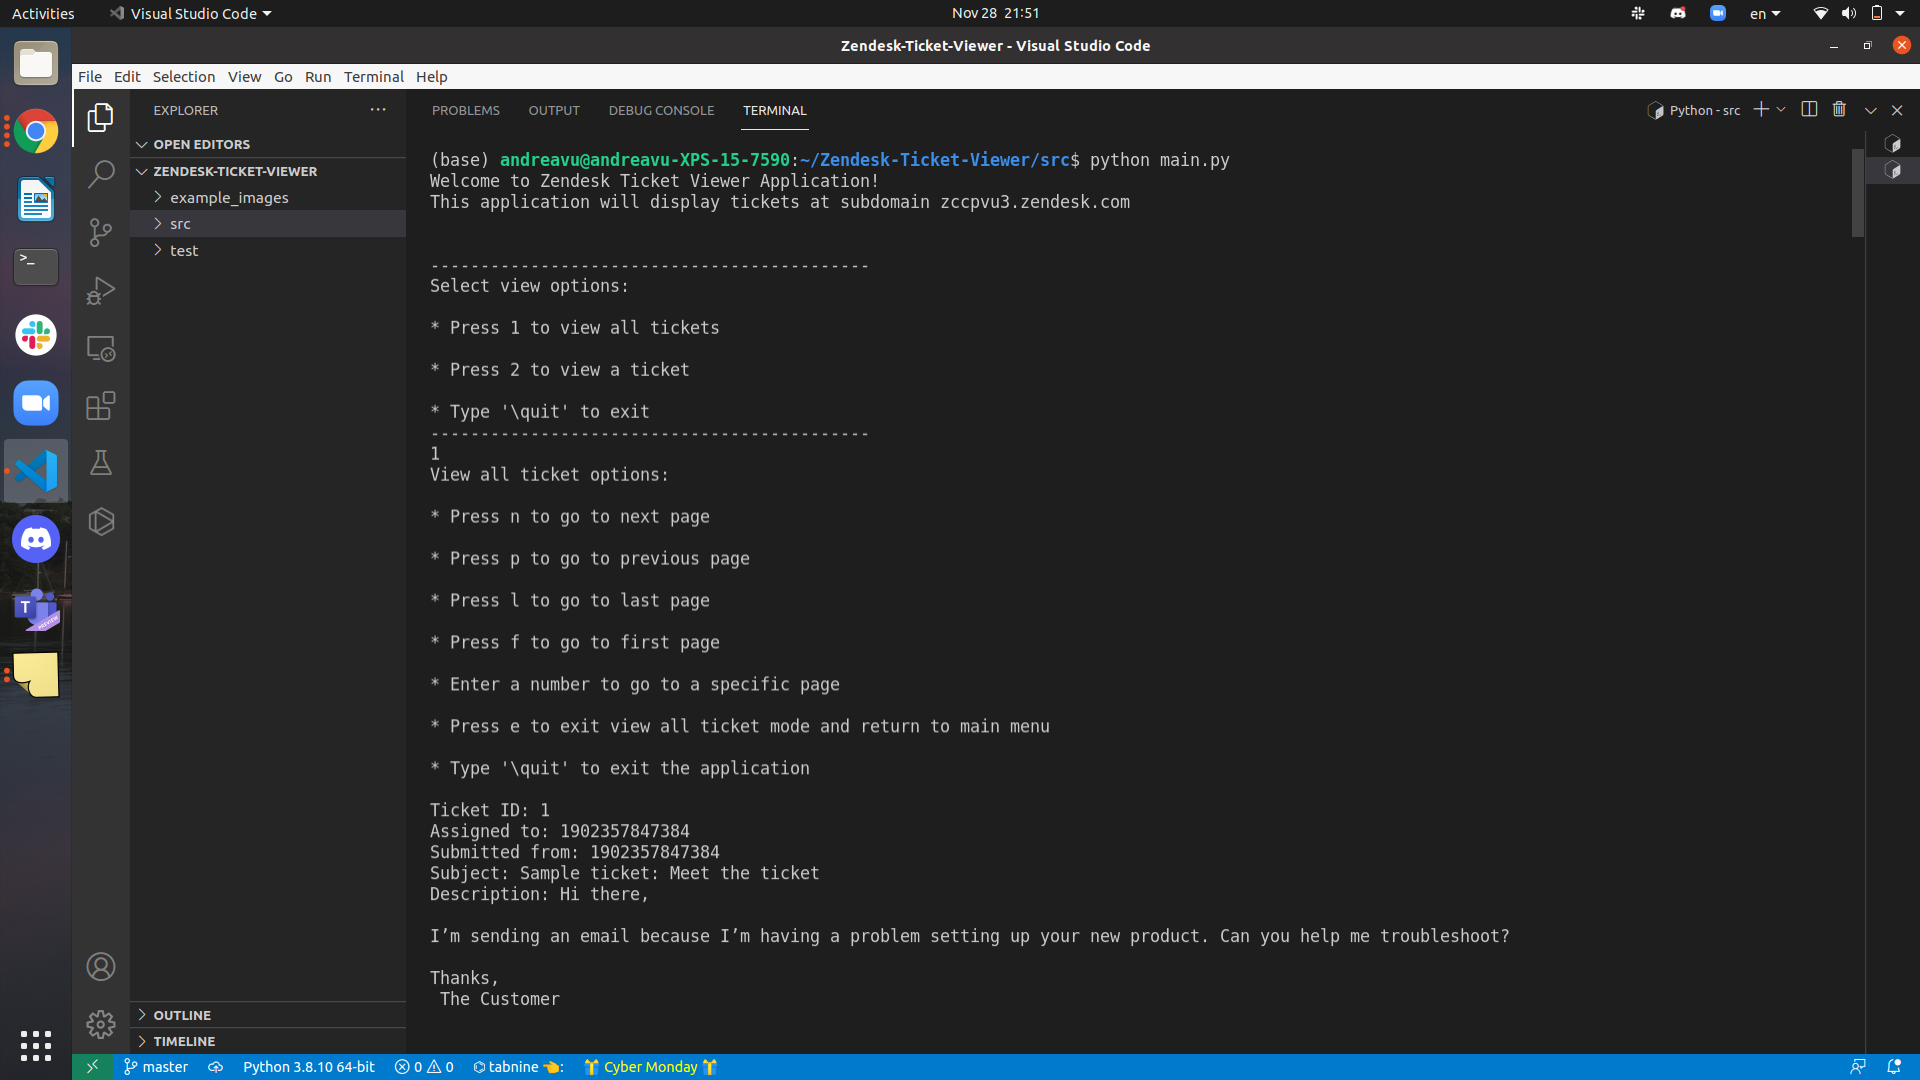 Activities
Visual Studio Code
Nov 28 21:51
en
Zendesk-Ticket-Viewer - Visual Studio Code
File Edit Selection View Go Run Terminal Help
EXPLORER
OPEN EDITORS
ZENDESK-TICKET-VIEWER
example_images
src
test
OUTLINE
TIMELINE
PROBLEMS OUTPUT DEBUG CONSOLE TERMINAL
Python - src
(base) andreavu@andreavu-XPS-15-7590:~/Zendesk-Ticket-Viewer/src$ python main.py
Welcome to Zendesk Ticket Viewer Application!
This application will display tickets at subdomain zccpvu3.zendesk.com
--------------------------------------------
Select view options:
* Press 1 to view all tickets
* Press 2 to view a ticket
* Type '\quit' to exit
--------------------------------------------
1
View all ticket options:
* Press n to go to next page
* Press p to go to previous page
* Press l to go to last page
* Press f to go to first page
* Enter a number to go to a specific page
* Press e to exit view all ticket mode and return to main menu
* Type '\quit' to exit the application
Ticket ID: 1
Assigned to: 1902357847384
Submitted from: 1902357847384
Subject: Sample ticket: Meet the ticket
Description: Hi there,
I’m sending an email because I’m having a problem setting up your new product. Can you help me troubleshoot?
Thanks,
The Customer
master
Python 3.8.10 64-bit
0 0
tabnine 👈:
Cyber Monday